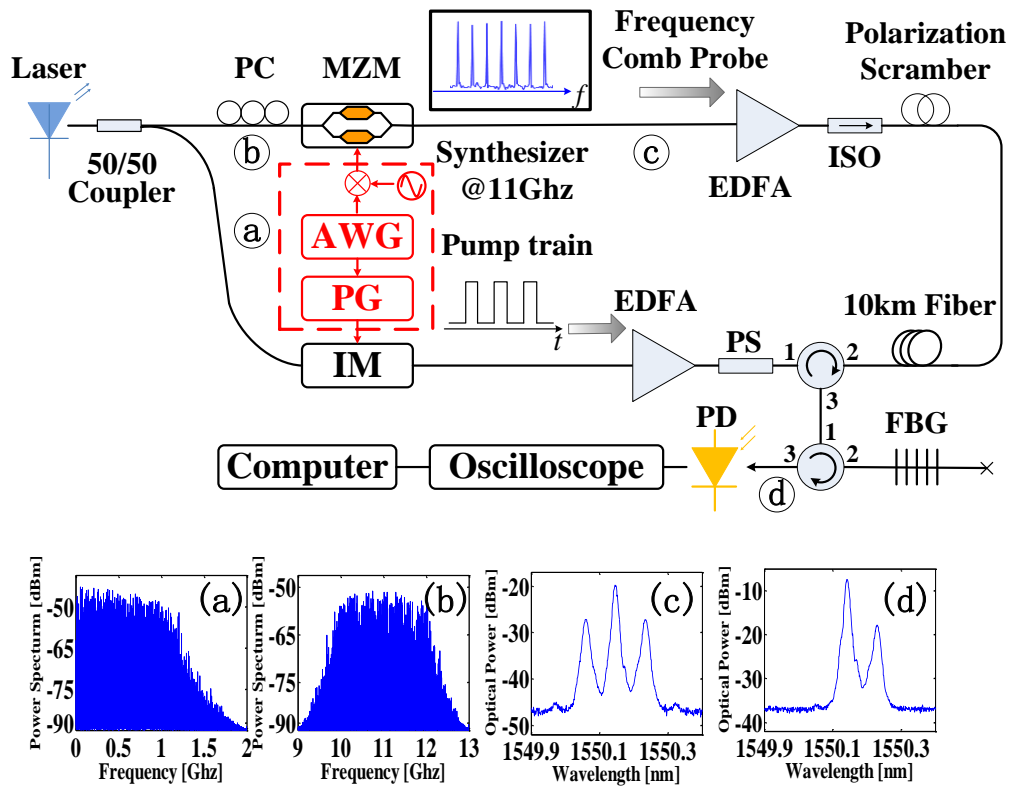 Laser
PC
MZM
f
Frequency
Comb Probe
Polarization
Scramber
50/50
Coupler
ⓑ
ⓒ
ISO
EDFA
Synthesizer
@11Ghz
ⓐ
AWG
PG
IM
Pump train
t
EDFA
PS
1
2
3
10km Fiber
1
2
3
FBG
PD
ⓓ
Computer
Oscilloscope
(a)
Power Specturm [dBm]
-50
-65
-75
-90
0 0.5 1 1.5 2
Frequency [Ghz]
(b)
Power Specturm [dBm]
-50
-65
-75
-90
9 10 11 12 13
Frequency [Ghz]
(c)
Optical Power [dBm]
-20
-30
-40
-50
1549.9 1550.1 1550.3
Wavelength [nm]
(d)
Optical Power [dBm]
-10
-20
-30
-40
1549.9 1550.1 1550.3
Wavelength [nm]